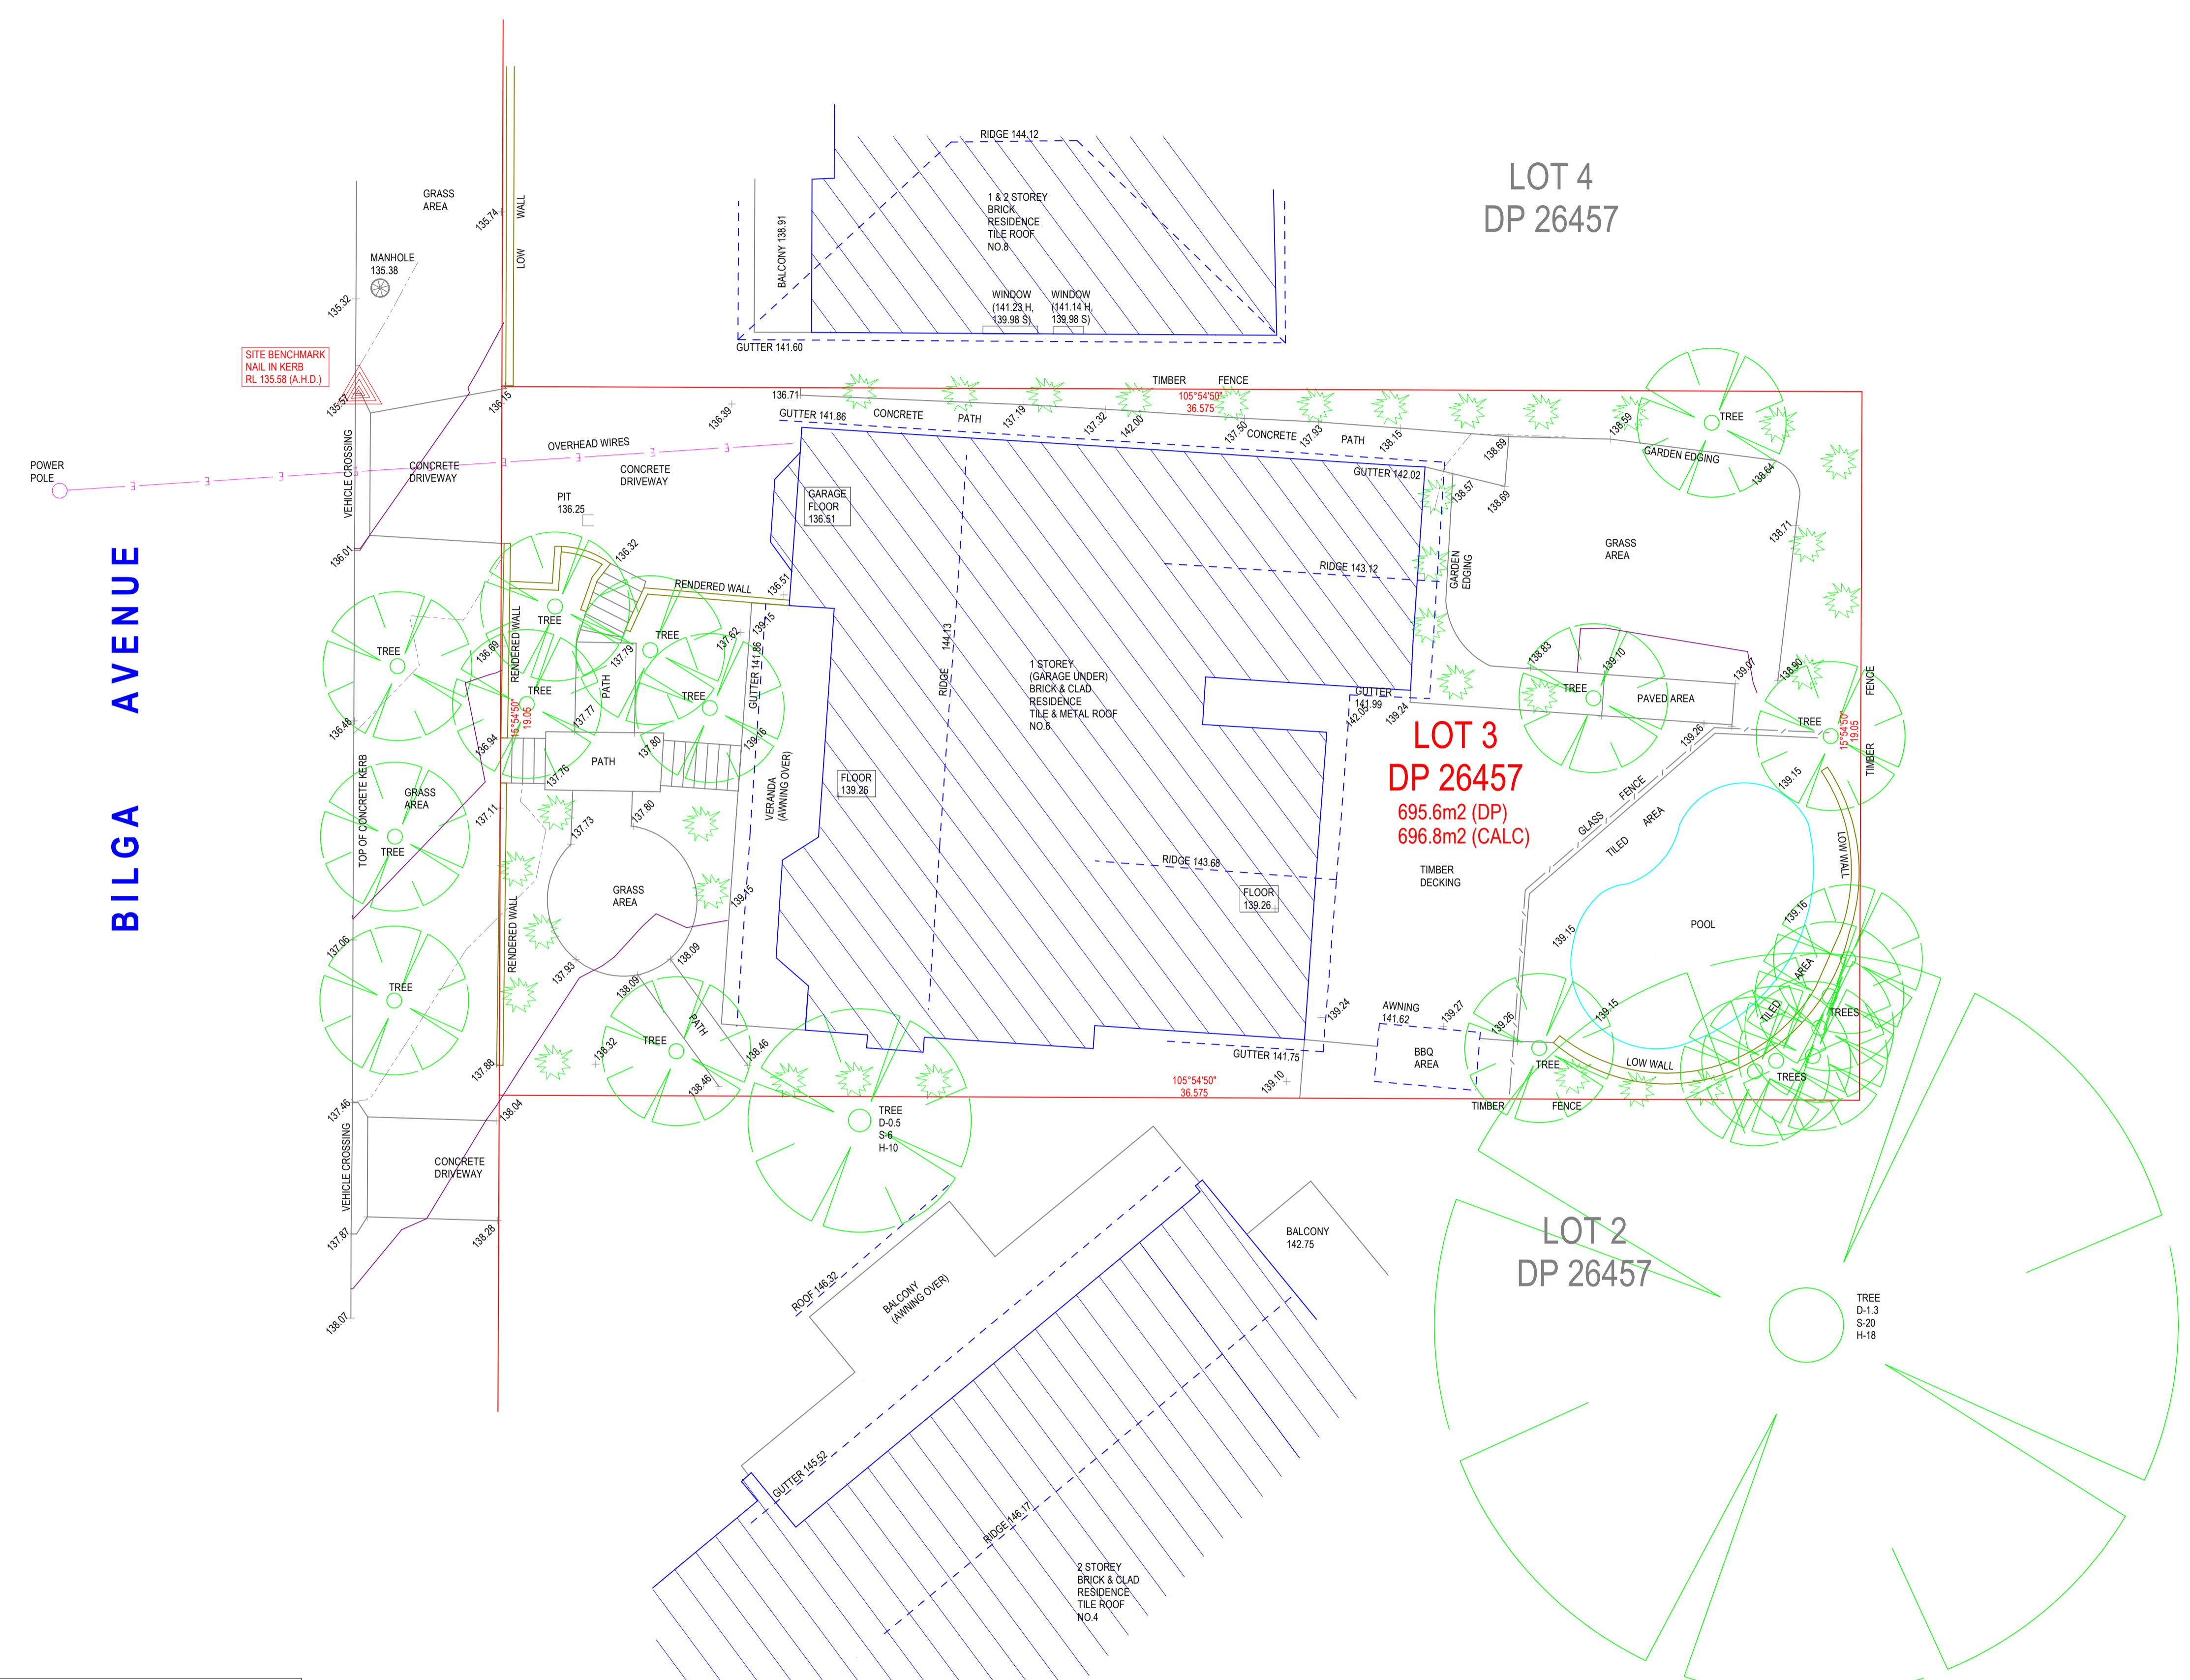 RIDGE 144.12
LOT 4
DP 26457
GRASS
AREA
135.74
WALL
LOW
1 & 2 STOREY
BRICK
RESIDENCE
TILE ROOF
NO.8
BALCONY 138.91
MANHOLE
135.38
135.32
WINDOW
(141.23 H,
139.98 S)
WINDOW
(141.14 H,
139.98 S)
GUTTER 141.60
SITE BENCHMARK
NAIL IN KERB
RL 135.58 (A.H.D.)
135.57
136.15
136.39
136.71
TIMBER
FENCE
105°54'50"
36.575
GUTTER 141.86
CONCRETE
PATH
137.19
137.32
142.00
137.50
CONCRETE
137.93
PATH
138.15
138.69
138.59
TREE
GARDEN EDGING
138.64
OVERHEAD WIRES
POWER
POLE
VEHICLE CROSSING
CONCRETE
DRIVEWAY
CONCRETE
DRIVEWAY
GUTTER 142.02
138.57
138.69
PIT
136.25
GARAGE
FLOOR
136.51
138.71
136.01
136.32
GRASS
AREA
GARDEN
EDGING
RIDGE 143.12
BILGA AVENUE
RENDERED WALL
136.51
TREE
TREE
137.62
139.15
RIDGE 144.13
TREE
136.69
RENDERED WALL
137.79
GUTTER 141.86
1 STOREY
(GARAGE UNDER)
BRICK & CLAD
RESIDENCE
TILE & METAL ROOF
NO.6
138.83
139.10
139.07
138.90
FENCE
TREE
PATH
TREE
TREE
PAVED AREA
GUTTER
141.99
142.05
139.24
15°54'50"
19.05
137.77
TREE
15°54'50"
19.05
136.48
136.94
137.80
139.16
139.26
LOT 3
DP 26457
695.6m2 (DP)
696.8m2 (CALC)
PATH
137.76
TIMBER
139.15
FLOOR
139.26
VERANDA
(AWNING OVER)
GLASS
FENCE
TILED
AREA
TOP OF CONCRETE KERB
GRASS
AREA
137.11
137.73
137.80
TREE
LOW WALL
RIDGE 143.68
TIMBER
DECKING
GRASS
AREA
139.15
FLOOR
139.26
139.16
POOL
139.15
137.06
RENDERED WALL
137.93
138.09
138.09
TILED
AREA
TREE
PATH
139.24
AWNING
141.62
139.27
139.26
139.15
TREES
TREE
138.32
138.46
138.46
GUTTER 141.75
BBQ
AREA
TREE
LOW WALL
TREES
137.88
105°54'50"
36.575
139.10
137.46
138.04
TIMBER
FENCE
TREE
D-0.5
S-6
H-10
VEHICLE CROSSING
CONCRETE
DRIVEWAY
137.87
138.28
BALCONY
142.75
LOT 2
DP 26457
ROOF 146.32
BALCONY
(AWNING OVER)
138.07
TREE
D-1.3
S-20
H-18
GUTTER 145.52
RIDGE 146.17
2 STOREY
BRICK & CLAD
RESIDENCE
TILE ROOF
NO.4